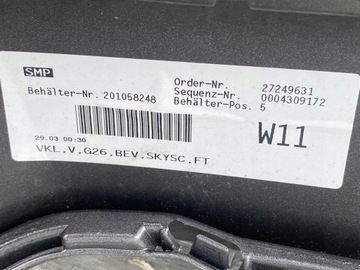 SMP
Order-Nr. 27249631
Behälter-Nr. 201058248 Sequenz-Nr. 0004309172
Behälter-Pos. 5
29.03 00:30
W11
VKL.V.G26.BEV.SKYSC.FT